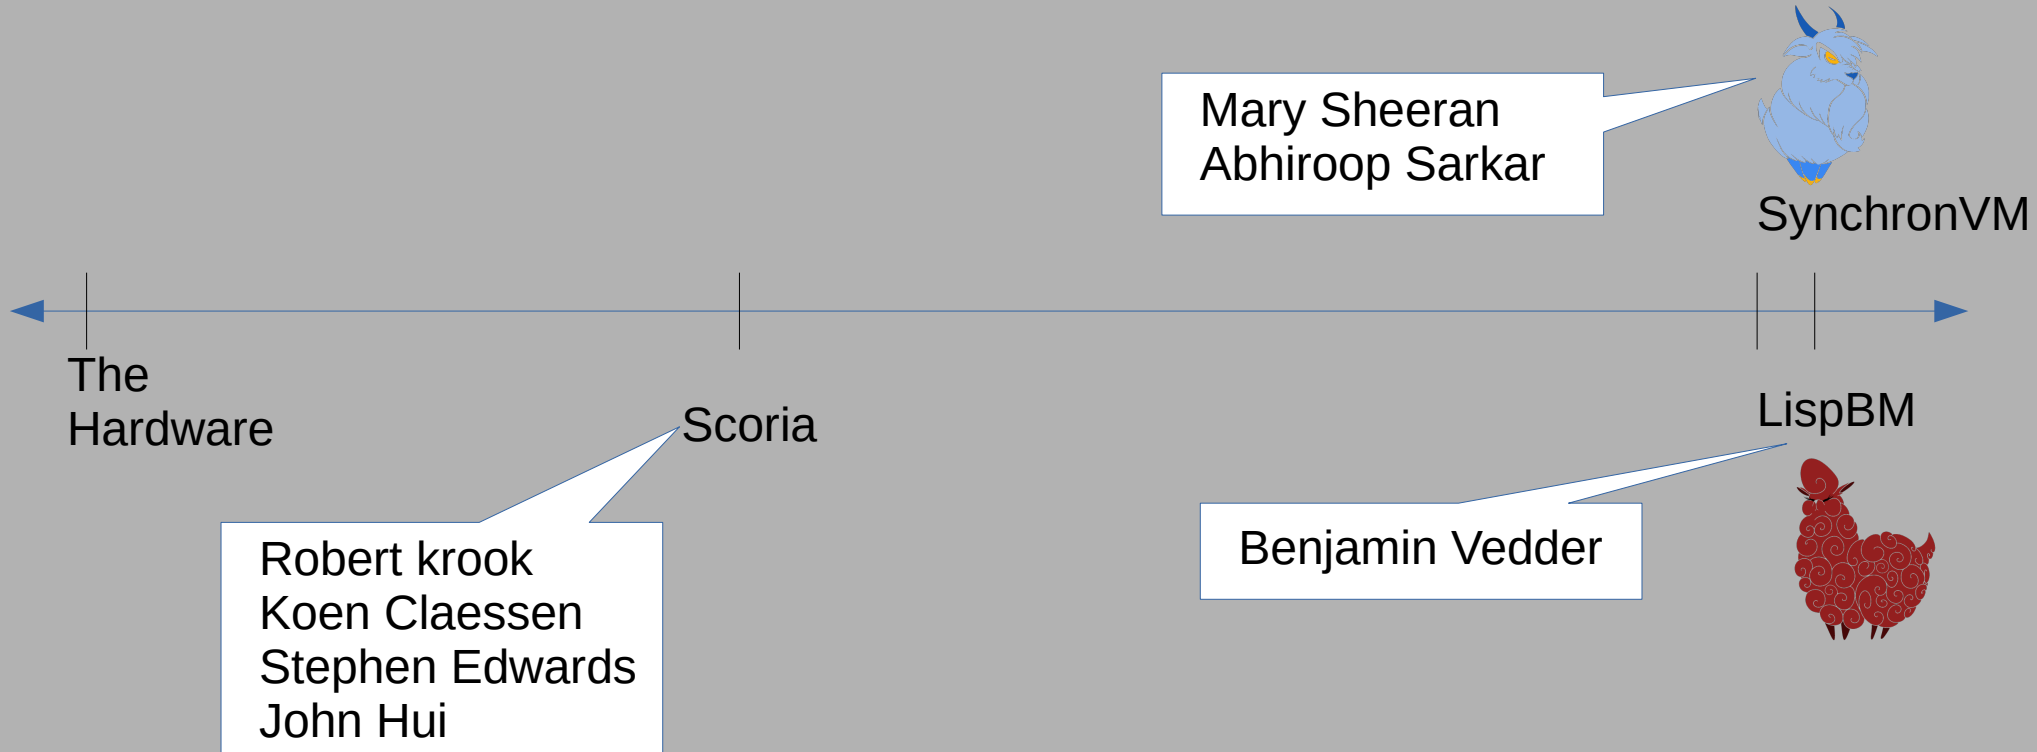 Mary Sheeran
Abhiroop Sarkar
SynchronVM
The
Hardware
Scoria
LispBM
Robert krook
Koen Claessen
Stephen Edwards
John Hui
Benjamin Vedder